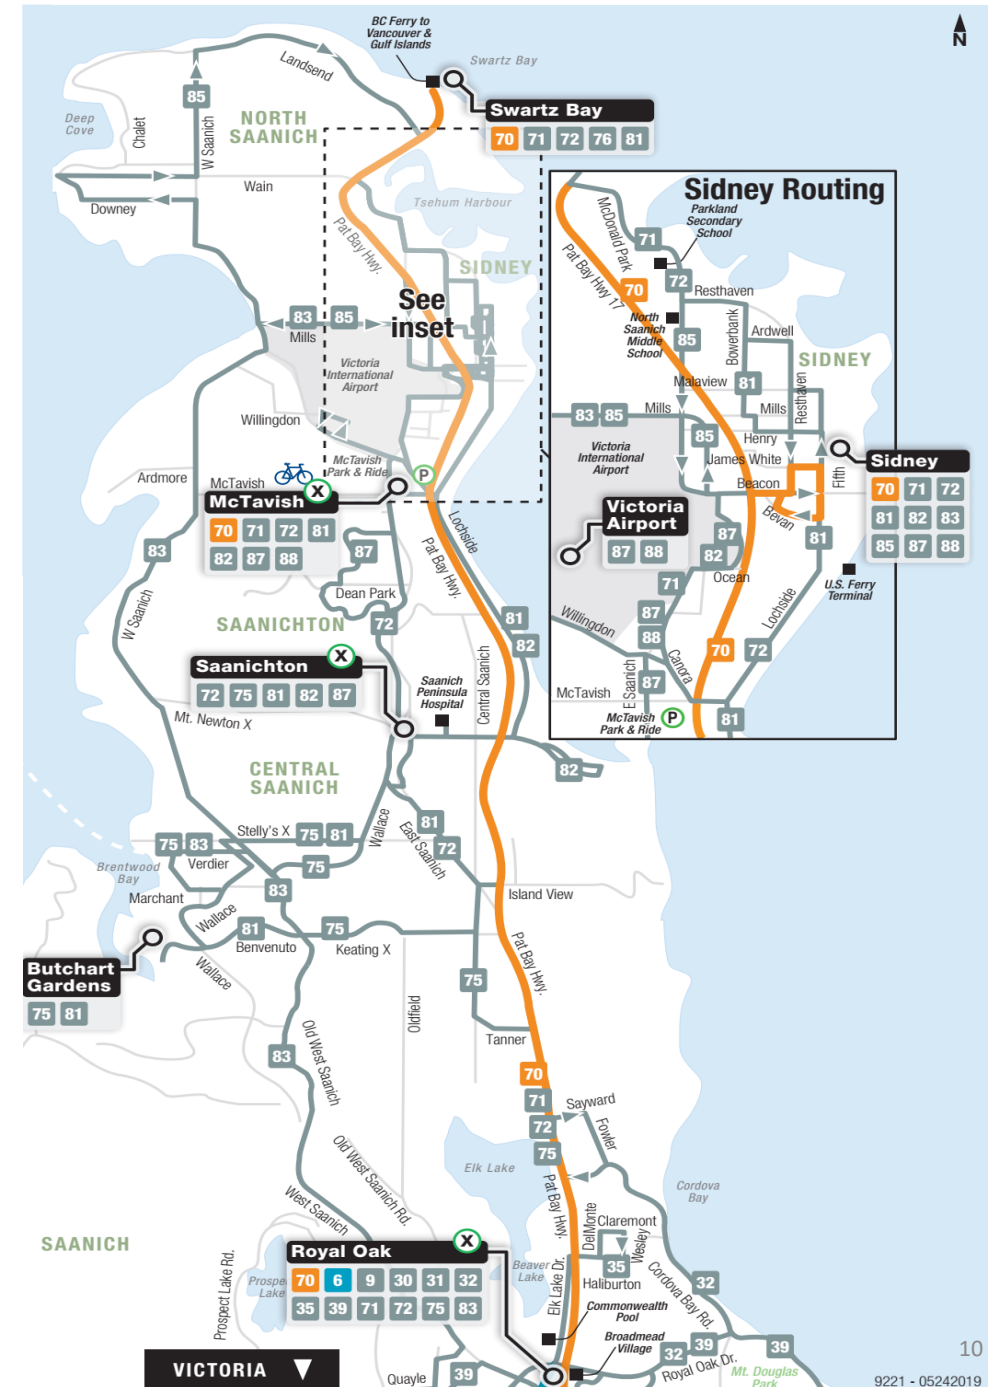 BC Ferry to
Vancouver &
Gulf Islands
Swartz Bay
N
Landsend
Swartz Bay
70 71 72 76 81
85
Deep
Cove
Chalet
W Saanich
NORTH
SAANICH
Wain
Downey
Tsehum Harbour
Pat Bay Hwy.
SIDNEY
See
inset
83 85
Mills
Victoria
International
Airport
Willingdon
McTavish
Park & Ride
P
Ardmore
McTavish
McTavish X
70 71 72 81
82 87 88
Lochside
Pat Bay Hwy.
87
Dean Park
83
72
W Saanich
SAANICHTON
81
82
Saanichton X
72 75 81 82 87
Saanich
Peninsula
Hospital
Central Saanich
Mt. Newton X
82
CENTRAL
SAANICH
Wallace
81
East Saanich
72
Stelly's X 75 81
75 83
Verdier
75
Brentwood
Bay
Marchant
83
Island View
Wallace
81
Benvenuto
75
Keating X
Wallace
Butchart
Gardens
75 81
Pat Bay Hwy.
75
Oldfield
Tanner
83
Old West Saanich
70
71
72
75
Sayward
Fowler
Old West Saanich Rd.
Elk Lake
Pat Bay Hwy.
Cordova
Bay
West Saanich
SAANICH
Claremont
DelMonte
Wesley
35
Haliburton
Royal Oak X
70 6 9 30 31 32
35 39 71 72 75 83
Beaver
Lake
Elk Lake Dr.
Cordova Bay Rd.
32
Prospect Lake Rd.
Prospe
Lake
Commonwealth
Pool
Broadmead
Village
32 39
Royal Oak Dr.
39
Mt. Douglas
Park
VICTORIA
Quayle
39
10
9221 - 05242019
Sidney Routing
McDonald Park
Parkland
Secondary
School
71
Pat Bay Hwy 17
70
72
Resthaven
North
Saanich
Middle
School
85
Bowerbank
Ardwell
SIDNEY
Malaview
81
Resthaven
83 85
Mills
Mills
85
Henry
Victoria
International
Airport
James White
Beacon
Fifth
Sidney
70 71 72
81 82 83
85 87 88
Bevan
Victoria
Airport
87 88
87
82
81
Ocean
71
U.S. Ferry
Terminal
Willingdon
87
88
Lochside
70
72
Canora
E Saanich
87
McTavish
McTavish
Park & Ride
P
81